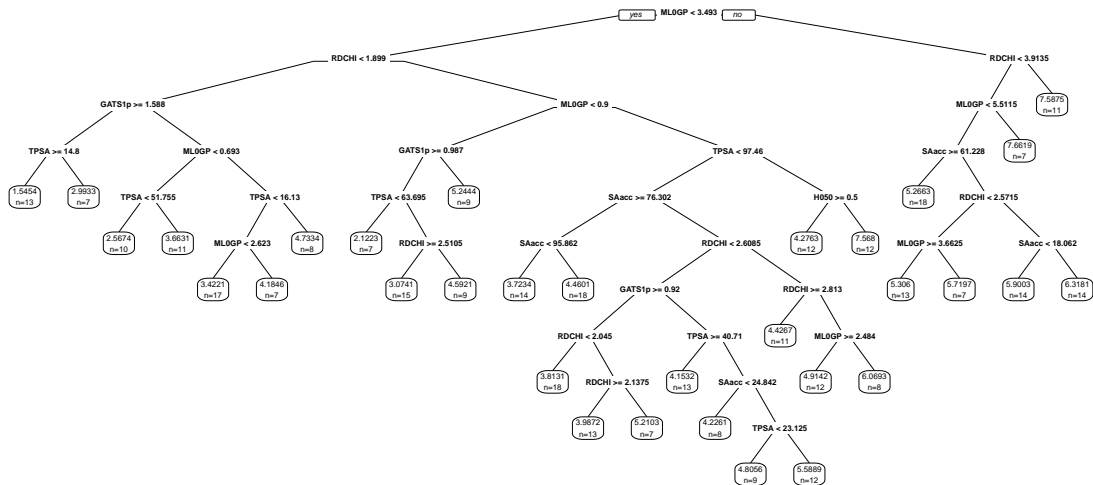 yes ML0GP < 3.493 no
RDCHI < 1.899 RDCHI < 3.9135
GATS1p >= 1.588 ML0GP < 0.9 ML0GP < 5.5115 7.5875
n=11
TPSA >= 14.8 ML0GP < 0.693 GATS1p >= 0.987 TPSA < 97.46 SAacc >= 61.228 7.6619
n=7
1.5454 2.9933 TPSA < 51.755 TPSA < 16.13 TPSA < 63.695 5.2444 SAacc >= 76.302 H050 >= 0.5 5.2663 RDCHI < 2.5715
n=13 n=7 n=9 n=18
2.5674 3.6631 ML0GP < 2.623 4.7334 2.1223 RDCHI >= 2.5105 SAacc < 95.862 RDCHI < 2.6085 4.2763 7.568 ML0GP >= 3.6625 SAacc < 18.062
n=10 n=11 n=8 n=7 n=12 n=12
3.4221 4.1846 3.0741 4.5921 3.7234 4.4601 GATS1p >= 0.92 RDCHI >= 2.813 5.306 5.7197 5.9003 6.3181
n=17 n=7 n=15 n=9 n=14 n=18 n=13 n=7 n=14 n=14
RDCHI < 2.045 TPSA >= 40.71 4.4267 ML0GP >= 2.484
n=11
3.8131 RDCHI >= 2.1375 4.1532 SAacc < 24.842 4.9142 6.0693
n=18 n=13 n=12 n=8
3.9872 5.2103 4.2261 TPSA < 23.125
n=13 n=7 n=8
4.8056 5.5889
n=9 n=12